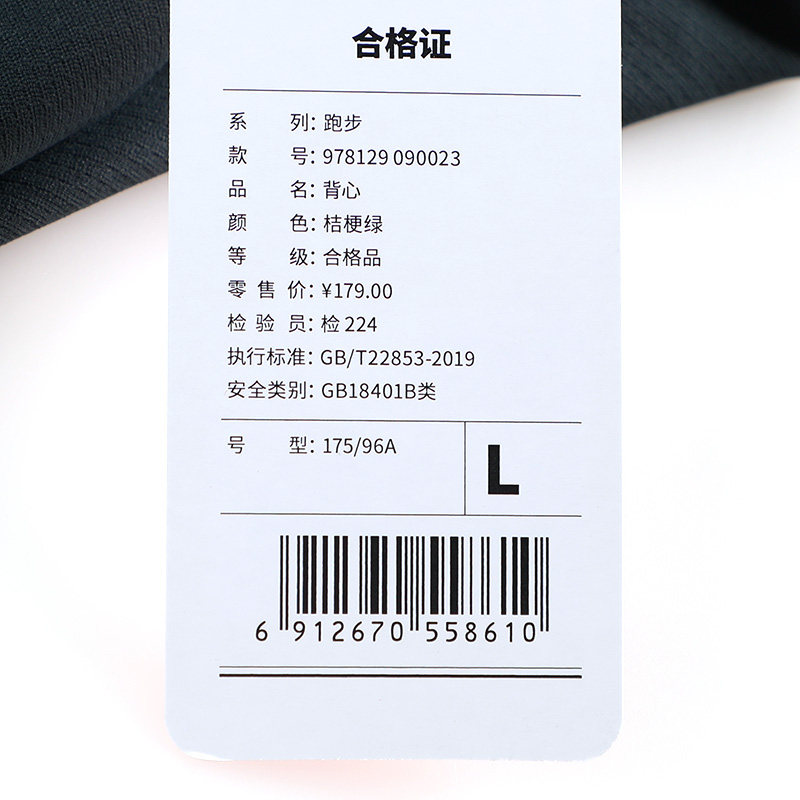 合格证
系 列: 跑步
款 号: 978129 090023
品 名: 背心
颜 色: 桔梗绿
等 级: 合格品
零 售 价: ¥179.00
检 验 员: 检 224
执行标准: GB/T22853-2019
安全类别: GB18401B类
号 型: 175/96A
L
6 912670 558610